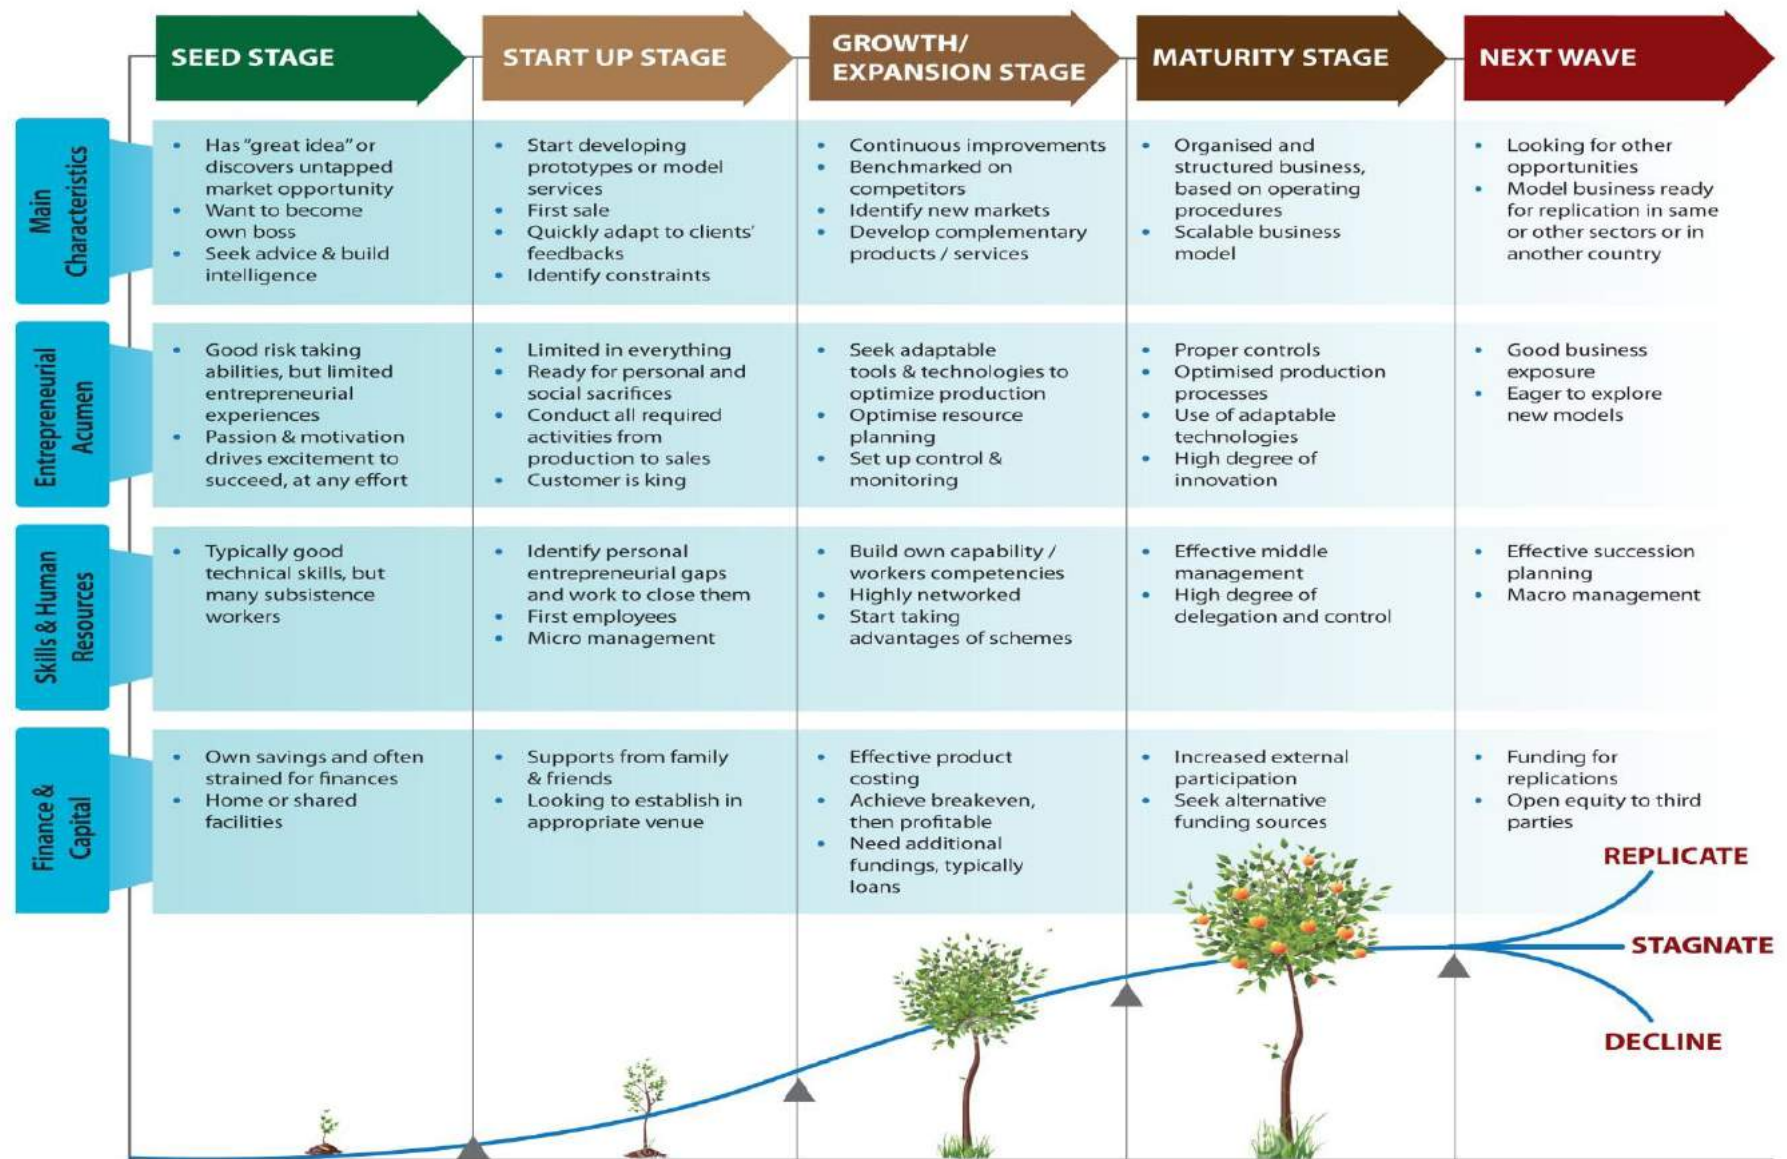 SEED STAGE
START UP STAGE
GROWTH/
EXPANSION STAGE
MATURITY STAGE
NEXT WAVE
Main
Characteristics
• Has "great idea" or
discovers untapped
market opportunity
• Want to become
own boss
• Seek advice & build
intelligence
• Start developing
prototypes or model
services
• First sale
• Quickly adapt to clients'
feedbacks
• Identify constraints
• Continuous improvements
• Benchmarked on
competitors
• Identify new markets
• Develop complementary
products / services
• Organised and
structured business,
based on operating
procedures
• Scalable business
model
• Looking for other
opportunities
• Model business ready
for replication in same
or other sectors or in
another country
Entrepreneurial
Acumen
• Good risk taking
abilities, but limited
entrepreneurial
experiences
• Passion & motivation
drives excitement to
succeed, at any effort
• Limited in everything
• Ready for personal and
social sacrifices
• Conduct all required
activities from
production to sales
• Customer is king
• Seek adaptable
tools & technologies to
optimize production
• Optimise resource
planning
• Set up control &
monitoring
• Proper controls
• Optimised production
processes
• Use of adaptable
technologies
• High degree of
innovation
• Good business
exposure
• Eager to explore
new models
Skills & Human
Resources
• Typically good
technical skills, but
many subsistence
workers
• Identify personal
entrepreneurial gaps
and work to close them
• First employees
• Micro management
• Build own capability /
workers competencies
• Highly networked
• Start taking
advantages of schemes
• Effective middle
management
• High degree of
delegation and control
• Effective succession
planning
• Macro management
Finance &
Capital
• Own savings and often
strained for finances
• Home or shared
facilities
• Supports from family
& friends
• Looking to establish in
appropriate venue
• Effective product
costing
• Achieve breakeven,
then profitable
• Need additional
fundings, typically
loans
• Increased external
participation
• Seek alternative
funding sources
• Funding for
replications
• Open equity to third
parties
REPLICATE
STAGNATE
DECLINE